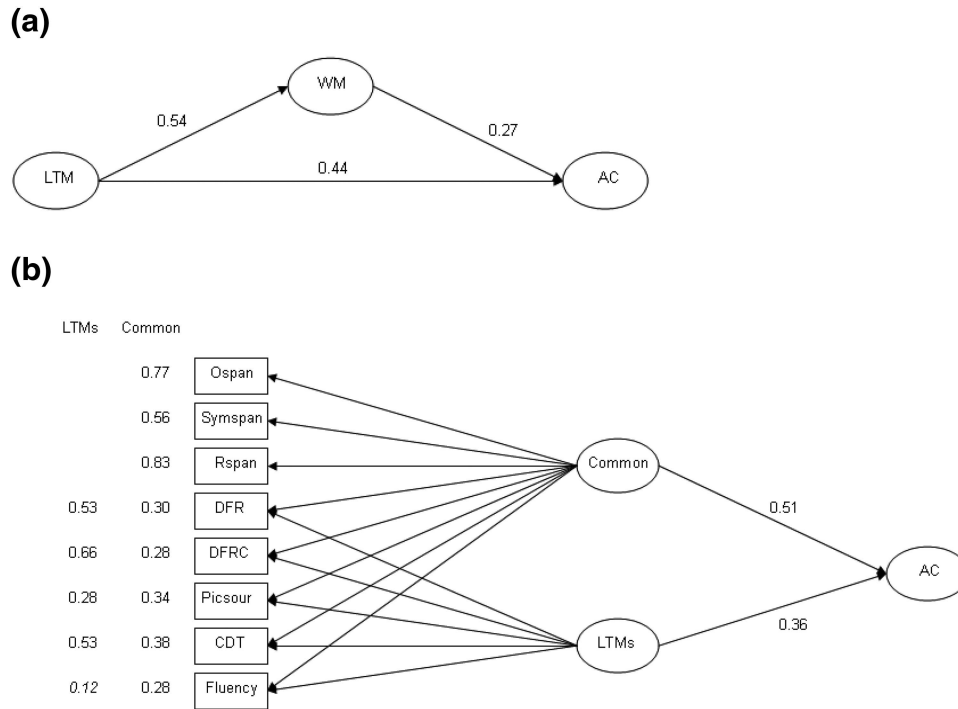 (a)
WM
0.54
0.27
0.44
LTM
AC
(b)
LTMs Common
0.77 Ospan
0.56 Symspan
0.83 Rspan
Common
0.51
0.53 0.30 DFR
0.66 0.28 DFRC
AC
0.28 0.34 Picsour
0.36
0.53 0.38 CDT
LTMs
0.12 0.28 Fluency